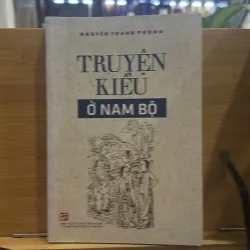 NGUYỄN THANH PHONG
TRUYỆN
KIỀU
Ở NAM BỘ